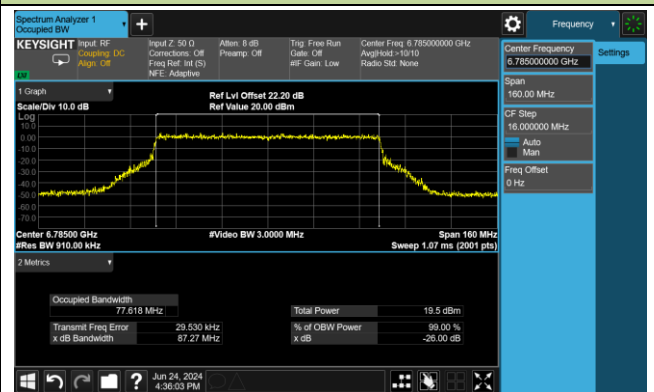 Spectrum Analyzer 1
Occupied BW
Frequency
KEYSIGHT
Input: RF
Coupling: DC
Align: Off
Input Z: 50 Ω
Corrections: Off
Freq Ref: Int (S)
NFE: Adaptive
Atten: 8 dB
Preamp: Off
Trig: Free Run
Gate: Off
#IF Gain: Low
Center Freq: 6.785000000 GHz
Avg|Hold:>10/10
Radio Std: None
Center Frequency
6.785000000 GHz
Settings
Span
160.00 MHz
CF Step
16.000000 MHz
Auto
Man
Freq Offset
0 Hz
1 Graph
Scale/Div 10.0 dB
Ref Lvl Offset 22.20 dB
Ref Value 20.00 dBm
Log
10.0
0.00
-10.0
-20.0
-30.0
-40.0
-50.0
-60.0
-70.0
Center 6.78500 GHz
#Res BW 910.00 kHz
#Video BW 3.0000 MHz
Span 160 MHz
Sweep 1.07 ms (2001 pts)
2 Metrics
Occupied Bandwidth
77.618 MHz
Total Power 19.5 dBm
Transmit Freq Error 29.530 kHz
% of OBW Power 99.00 %
x dB Bandwidth 87.27 MHz
x dB -26.00 dB
Jun 24, 2024
4:36:03 PM